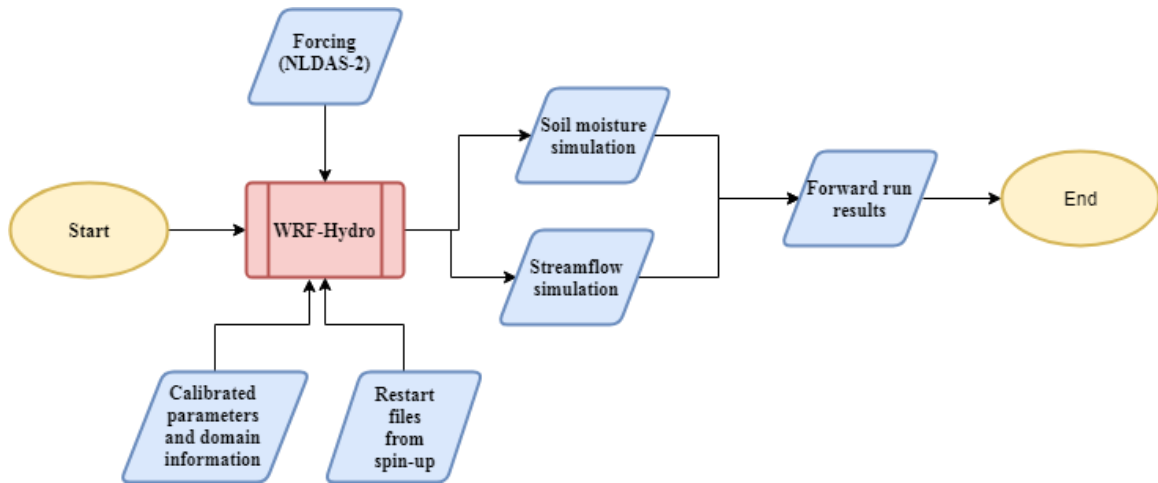 Forcing
(NLDAS-2)
Start
WRF-Hydro
Soil moisture
simulation
Streamflow
simulation
Forward run
results
End
Calibrated
parameters
and domain
information
Restart
files
from
spin-up